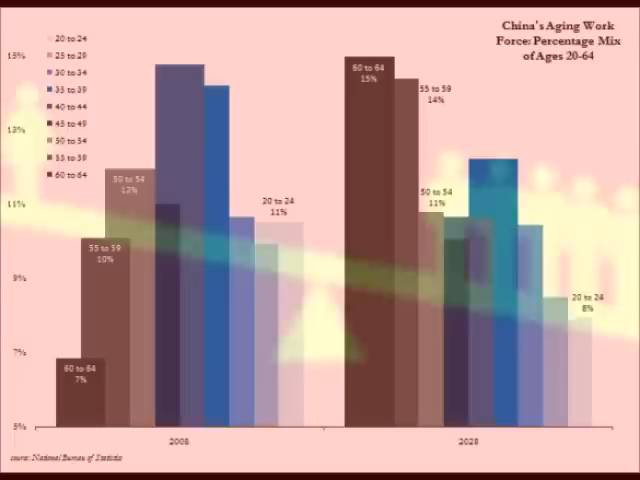 China's Aging Work
Force: Percentage Mix
of Ages 20-64
20 to 24
25 to 29
30 to 34
35 to 39
40 to 44
45 to 49
50 to 54
55 to 59
60 to 64
15%
13%
11%
9%
7%
5%
60 to 64
7%
55 to 59
10%
50 to 54
12%
20 to 24
11%
60 to 64
15%
55 to 59
14%
50 to 54
11%
20 to 24
8%
2008
2028
source: National Bureau of Statistics